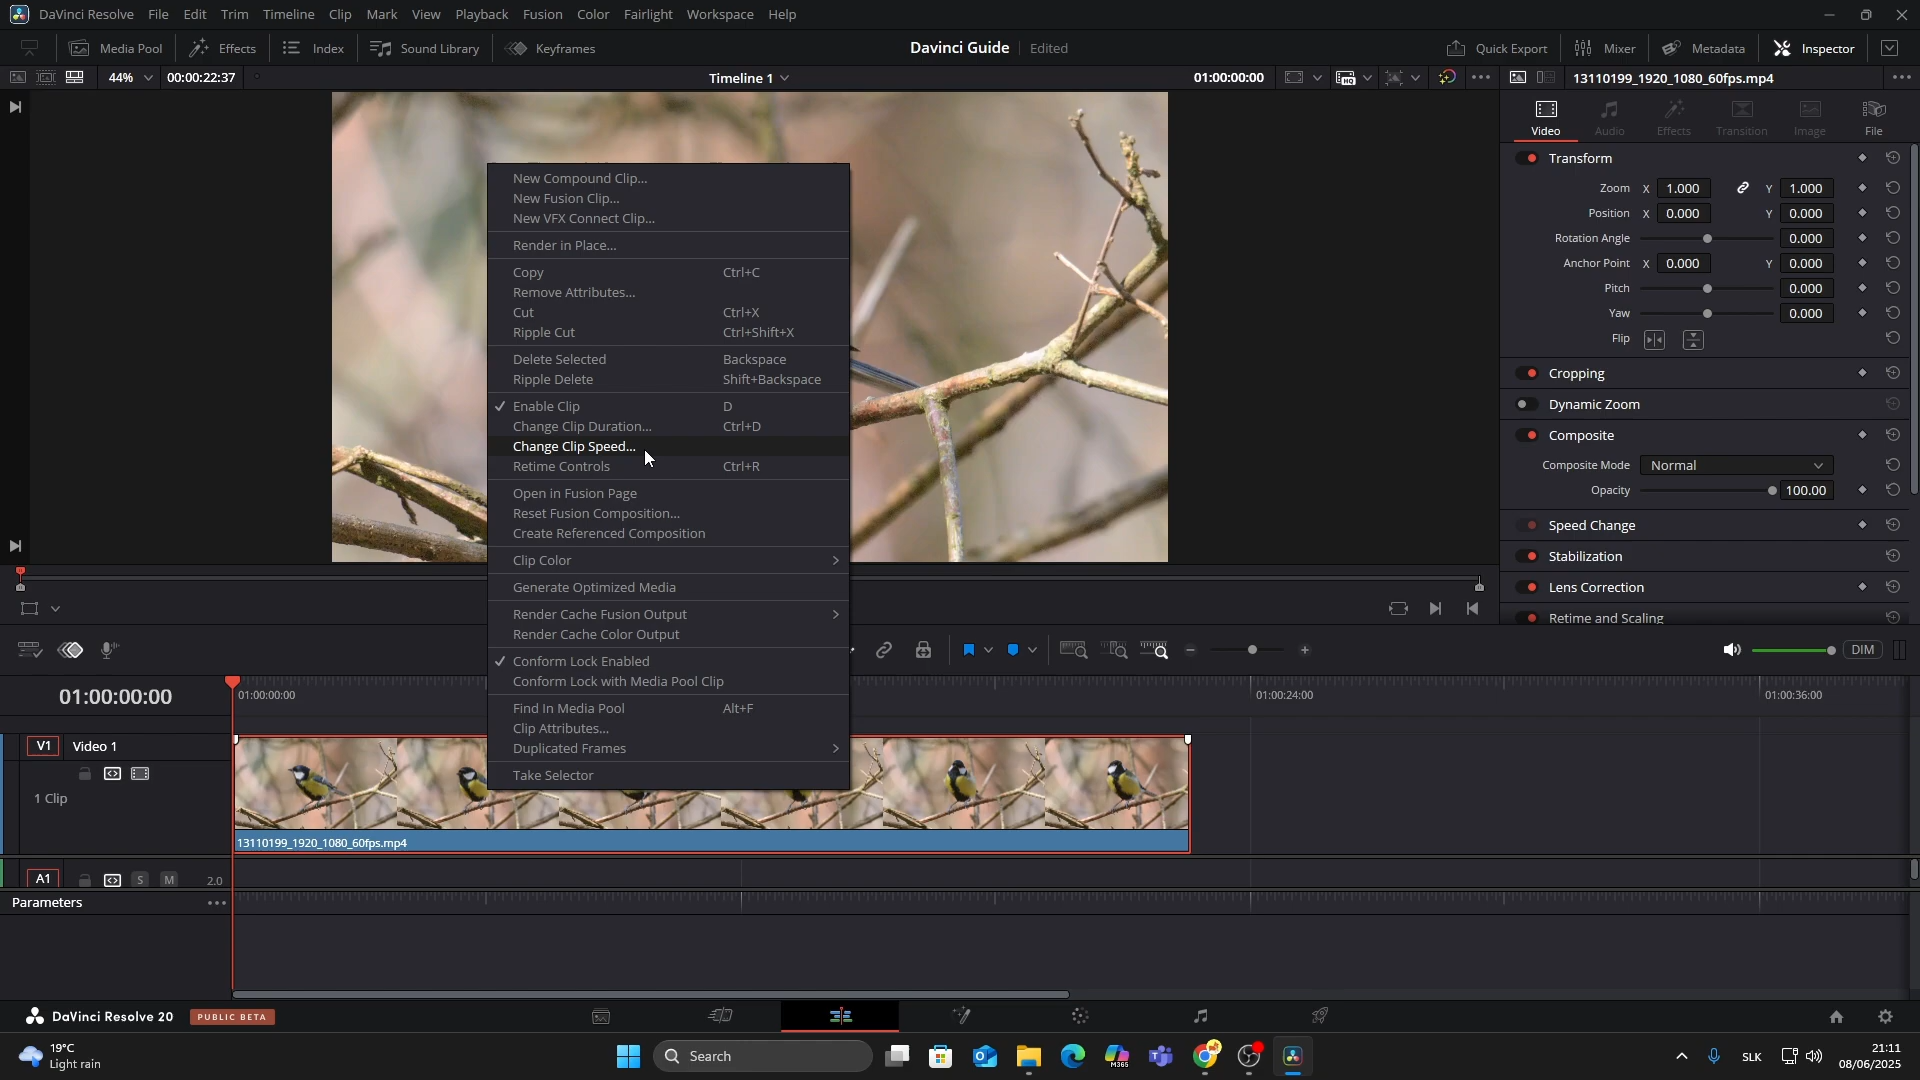 DaVinci Resolve File Edit Trim Timeline Clip Mark View Playback Fusion Color Fairlight Workspace Help
Media Pool Effects Index Sound Library Keyframes Davinci Guide Edited Quick Export Mixer Metadata Inspector
44% 00:00:22:37 Timeline 1 01:00:00:00 13110199_1920_1080_60fps.mp4
Video Audio Effects Transition Image File
Transform
Zoom X 1.000 Y 1.000
Position X 0.000 Y 0.000
Rotation Angle 0.000
Anchor Point X 0.000 Y 0.000
Pitch 0.000
Yaw 0.000
Flip
Cropping
Dynamic Zoom
Composite
Composite Mode Normal
Opacity 100.00
Speed Change
Stabilization
Lens Correction
Retime and Scaling
New Compound Clip...
New Fusion Clip...
New VFX Connect Clip...
Render in Place...
Copy Ctrl+C
Remove Attributes...
Cut Ctrl+X
Ripple Cut Ctrl+Shift+X
Delete Selected Backspace
Ripple Delete Shift+Backspace
Enable Clip D
Change Clip Duration... Ctrl+D
Change Clip Speed...
Retime Controls Ctrl+R
Open in Fusion Page
Reset Fusion Composition...
Create Referenced Composition
Clip Color
Generate Optimized Media
Render Cache Fusion Output
Render Cache Color Output
Conform Lock Enabled
Conform Lock with Media Pool Clip
Find In Media Pool Alt+F
Clip Attributes...
Duplicated Frames
Take Selector
DIM
01:00:00:00 01:00:00:00 01:00:24:00 01:00:36:00
V1 Video 1
1 Clip
13110199_1920_1080_60fps.mp4
A1 S M 2.0
Parameters
DaVinci Resolve 20 PUBLIC BETA
19°C
Light rain
Search
M365
SLK
21:11
08/06/2025